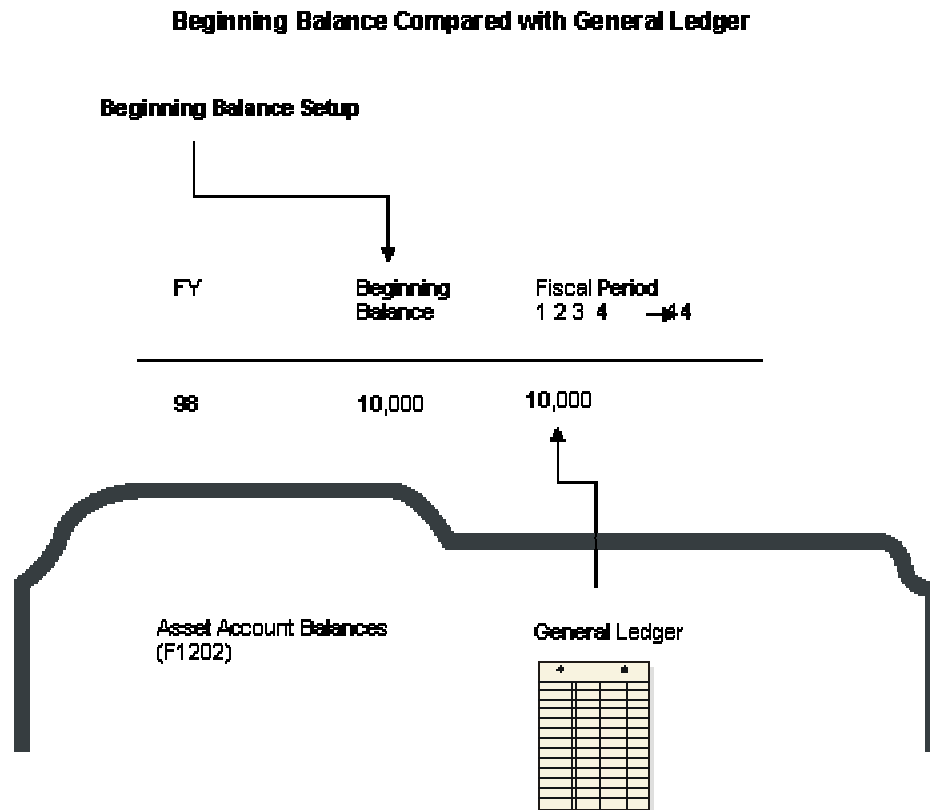 Beginning Balance Compared with General Ledger
Beginning Balance Setup
FY
Beginning
Balance
Fiscal Period
1 2 3 4 →14
98
10,000
10,000
Asset Account Balances
(F1202)
General Ledger